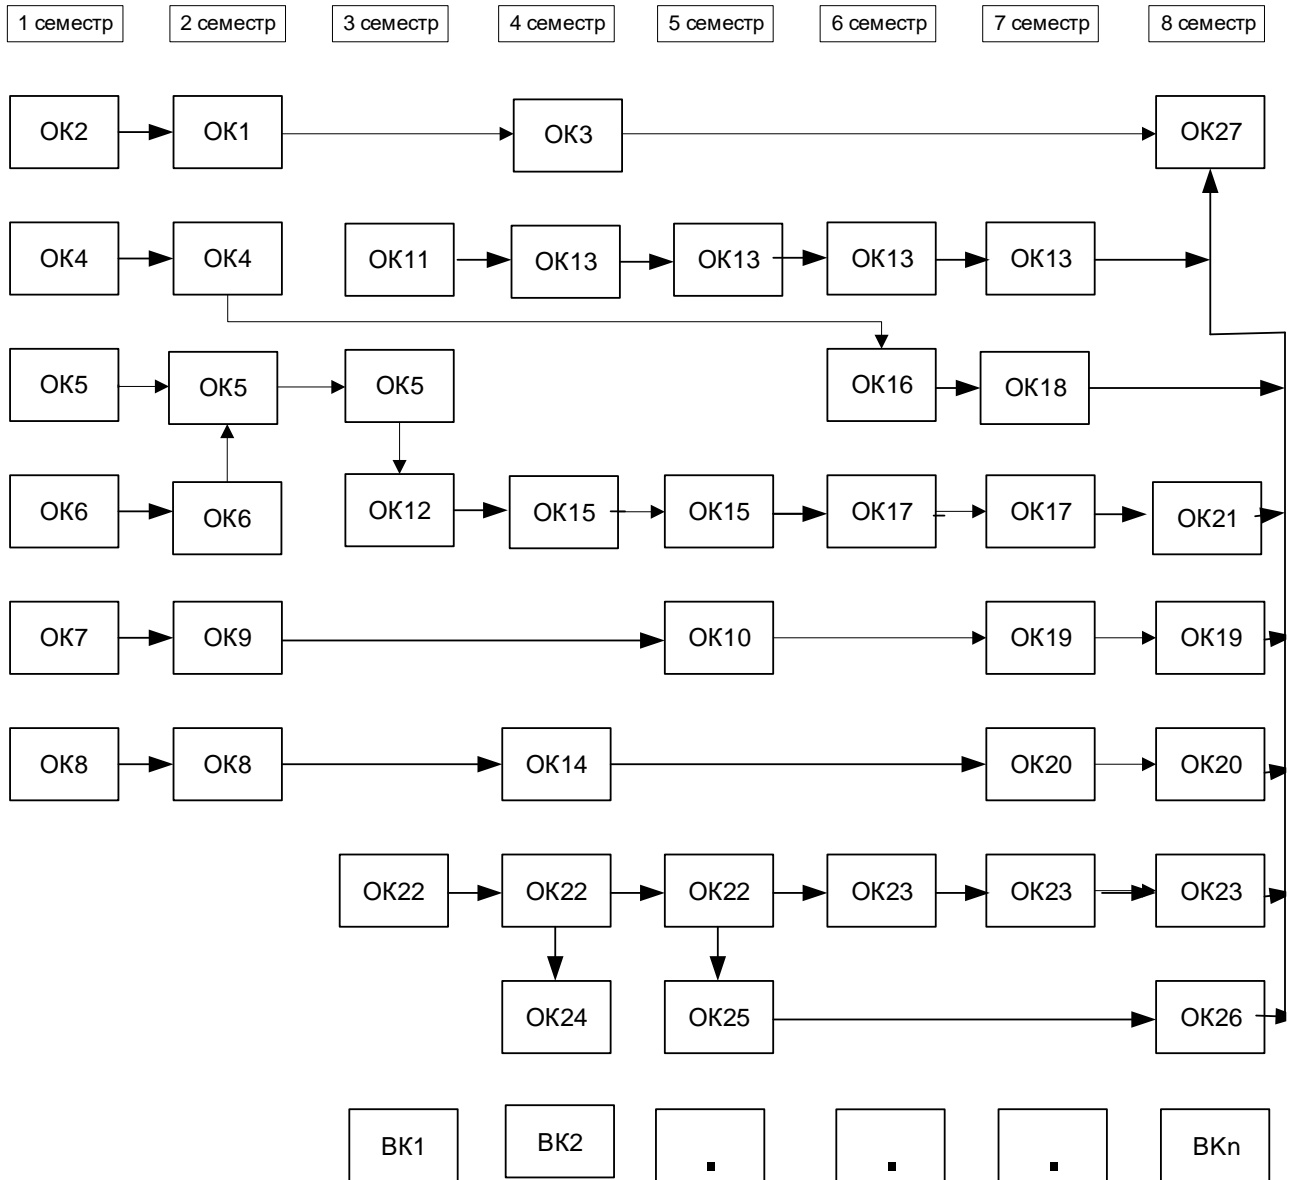 1 семестр 2 семестр 3 семестр 4 семестр 5 семестр 6 семестр 7 семестр 8 семестр
ОК2 ОК1 ОК3 ОК27
ОК4 ОК4 ОК11 ОК13 ОК13 ОК13 ОК13
ОК5 ОК5 ОК5 ОК16 ОК18
ОК6 ОК6 ОК12 ОК15 ОК15 ОК17 ОК17 ОК21
ОК7 ОК9 ОК10 ОК19 ОК19
ОК8 ОК8 ОК14 ОК20 ОК20
ОК22 ОК22 ОК22 ОК23 ОК23 ОК23
ОК24 ОК25 ОК26
ВК1 ВК2 . . . ВКn